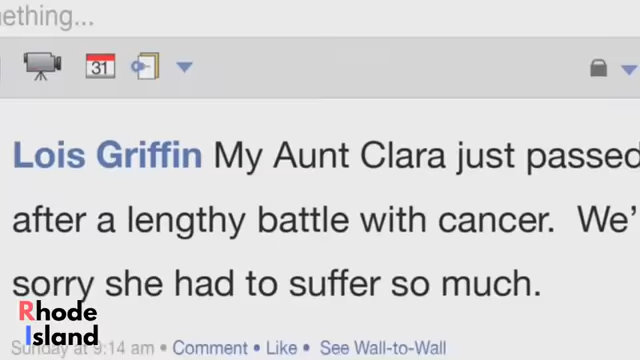 mething...
31
Lois Griffin My Aunt Clara just passed
after a lengthy battle with cancer. We'
sorry she had to suffer so much.
Rhode
Island
Sunday at 9:14 am • Comment • Like • See Wall-to-Wall